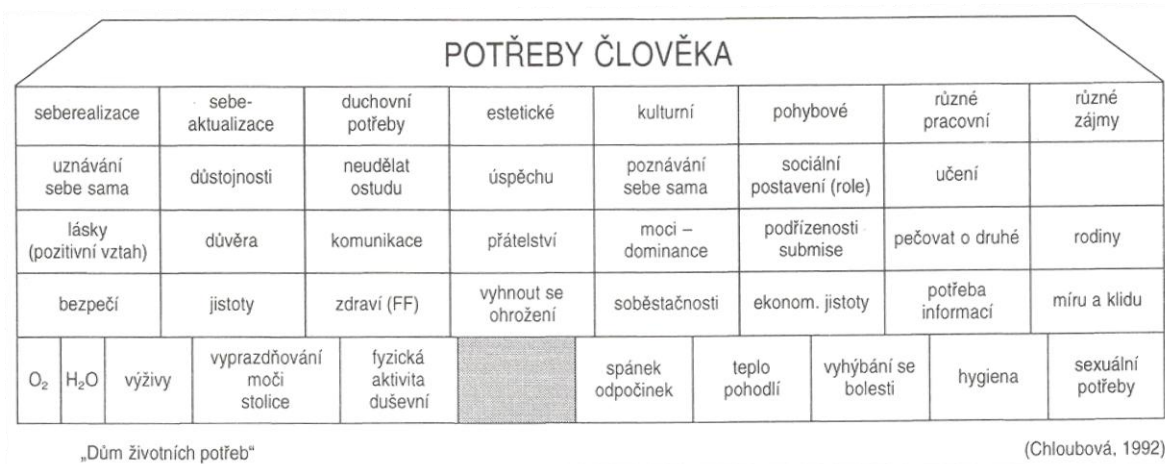 POTŘEBY ČLOVĚKA
seberealizace
sebe-
aktualizace
duchovní
potřeby
estetické
kulturní
pohybové
různé
pracovní
různé
zájmy
uznávání
sebe sama
důstojnosti
neudělat
ostudu
úspěchu
poznávání
sebe sama
sociální
postavení (role)
učení
lásky
(pozitivní vztah)
důvěra
komunikace
přátelství
moci –
dominance
podřízenosti
submise
pečovat o druhé
rodiny
bezpečí
jistoty
zdraví (FF)
vyhnout se
ohrožení
soběstačnosti
ekonom. jistoty
potřeba
informací
míru a klidu
O₂
H₂O
výživy
vyprazdňování
moči
stolice
fyzická
aktivita
duševní
spánek
odpočinek
teplo
pohodlí
vyhýbání se
bolesti
hygiena
sexuální
potřeby
„Dům životních potřeb“
(Chloubová, 1992)